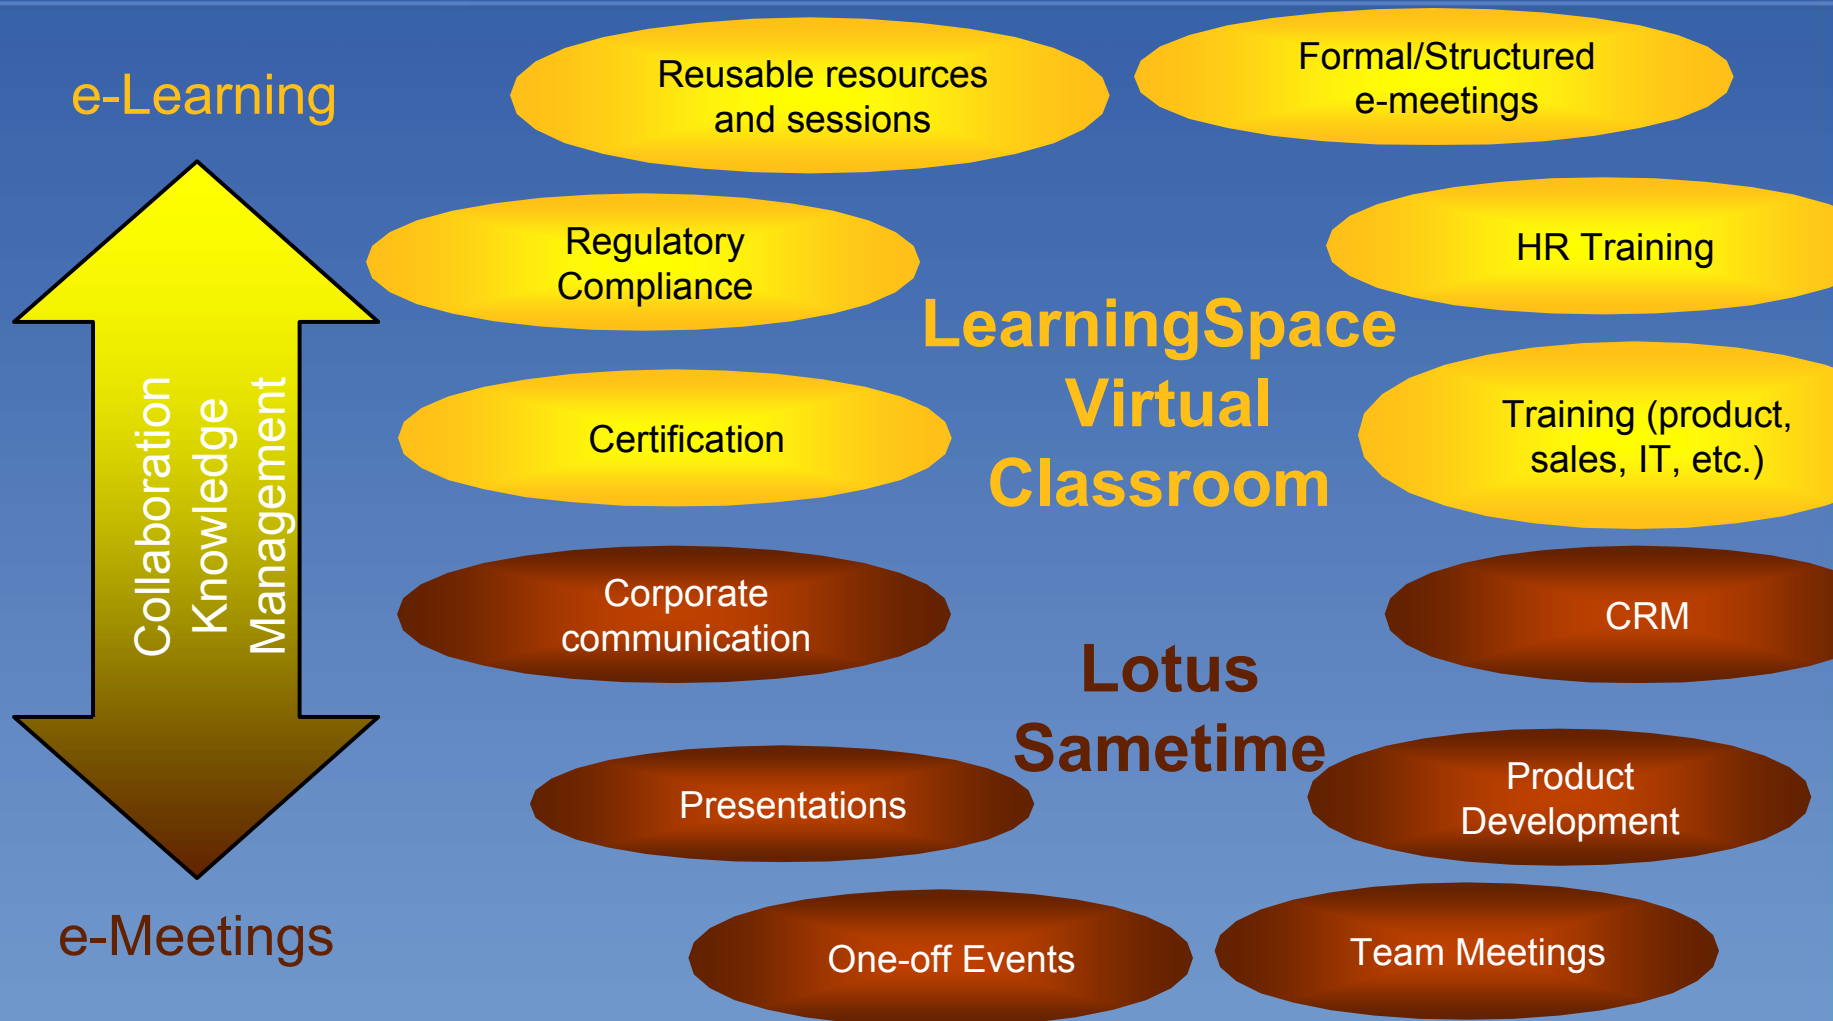 e-Learning
Reusable resources
and sessions
Formal/Structured
e-meetings
Regulatory
Compliance
HR Training
LearningSpace
Virtual
Classroom
Certification
Training (product,
sales, IT, etc.)
Collaboration
Knowledge
Management
Corporate
communication
CRM
Lotus
Sametime
Presentations
Product
Development
e-Meetings
One-off Events
Team Meetings